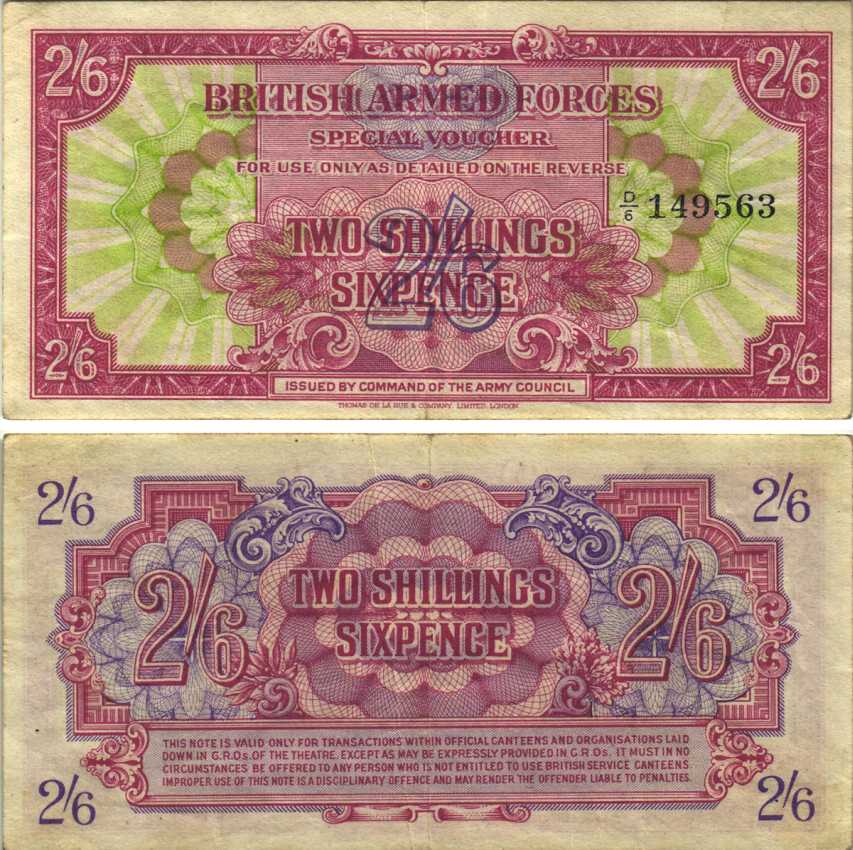 2/6 2/6
BRITISH ARMED FORCES
SPECIAL VOUCHER
FOR USE ONLY AS DETAILED ON THE REVERSE
D/6 149563
TWO SHILLINGS
2/6
SIXPENCE
2/6 2/6
ISSUED BY COMMAND OF THE ARMY COUNCIL
THOMAS DE LA RUE & COMPANY, LIMITED, LONDON.
2/6 2/6
TWO SHILLINGS
2/6 2/6
SIXPENCE
THIS NOTE IS VALID ONLY FOR TRANSACTIONS WITHIN OFFICIAL CANTEENS AND ORGANISATIONS LAID
DOWN IN G.R.Os. OF THE THEATRE. EXCEPT AS MAY BE EXPRESSLY PROVIDED IN G.R.Os. IT MUST IN NO
CIRCUMSTANCES BE OFFERED TO ANY PERSON WHO IS NOT ENTITLED TO USE BRITISH SERVICE CANTEENS.
IMPROPER USE OF THIS NOTE IS A DISCIPLINARY OFFENCE AND MAY RENDER THE OFFENDER LIABLE TO PENALTIES.
2/6 2/6